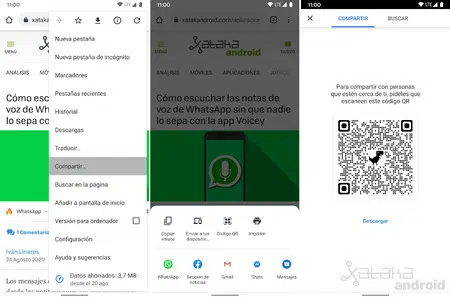 11:00
xataka
Nueva pestaña
Nueva pestaña de incógnito
Marcadores
Pestañas recientes
Historial
Descargas
Traducir...
Compartir...
Buscar en la página
Añadir a pantalla de inicio
Versión para ordenador
Configuración
Ayuda y sugerencias
Datos ahorrados: 3,7 MB
desde el 20 ago.
MENÚ
ANÁLISIS
Cómo escuc
voz de Wha
lo sepa con
Whatsapp
1 Comentario
Iván Linares
24 Agosto 2020
Los mensajes d
11:00
xatakandroid.com/aplicacion
MENÚ
Xataka
android
ANÁLISIS MÓVILES APLICACIONES
Cómo escuchar las notas de
voz de WhatsApp sin que nadie
lo sepa con la app Voicey
Copiar
enlace
Enviar a tus
dispositiv...
Código QR
Imprimir
WhatsApp
Sección de
noticias
Gmail
Chats
Mensajes
11:00
COMPARTIR BUSCAR
Para compartir con personas
que estén cerca de ti, pídeles que
escaneen este código QR
Descargar
Xataka
android